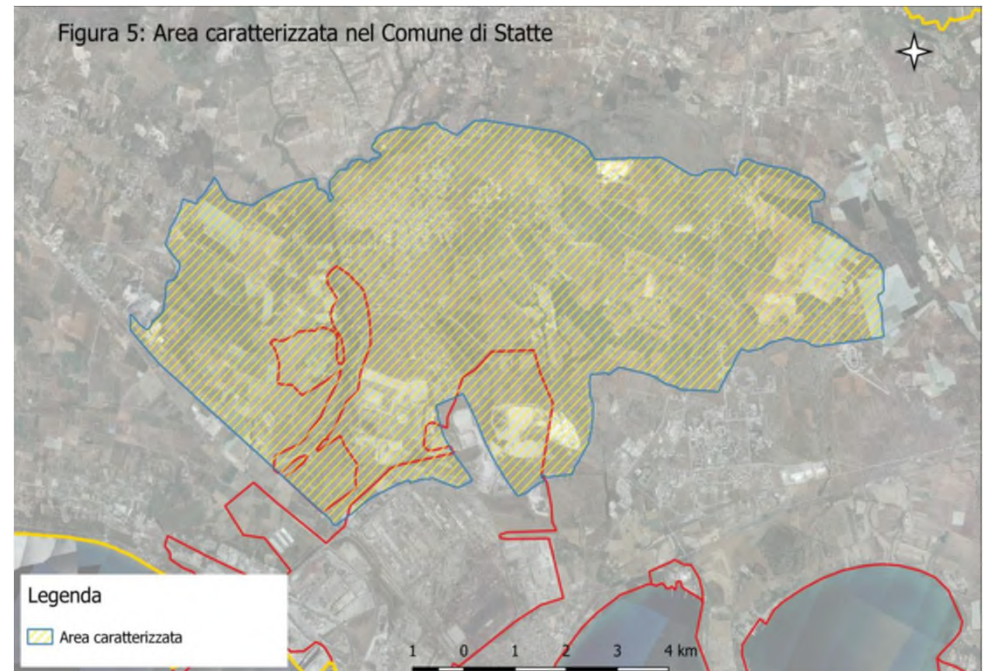 Figura 5: Area caratterizzata nel Comune di Statte
Legenda
Area caratterizzata
1 0 1 2 3 4 km